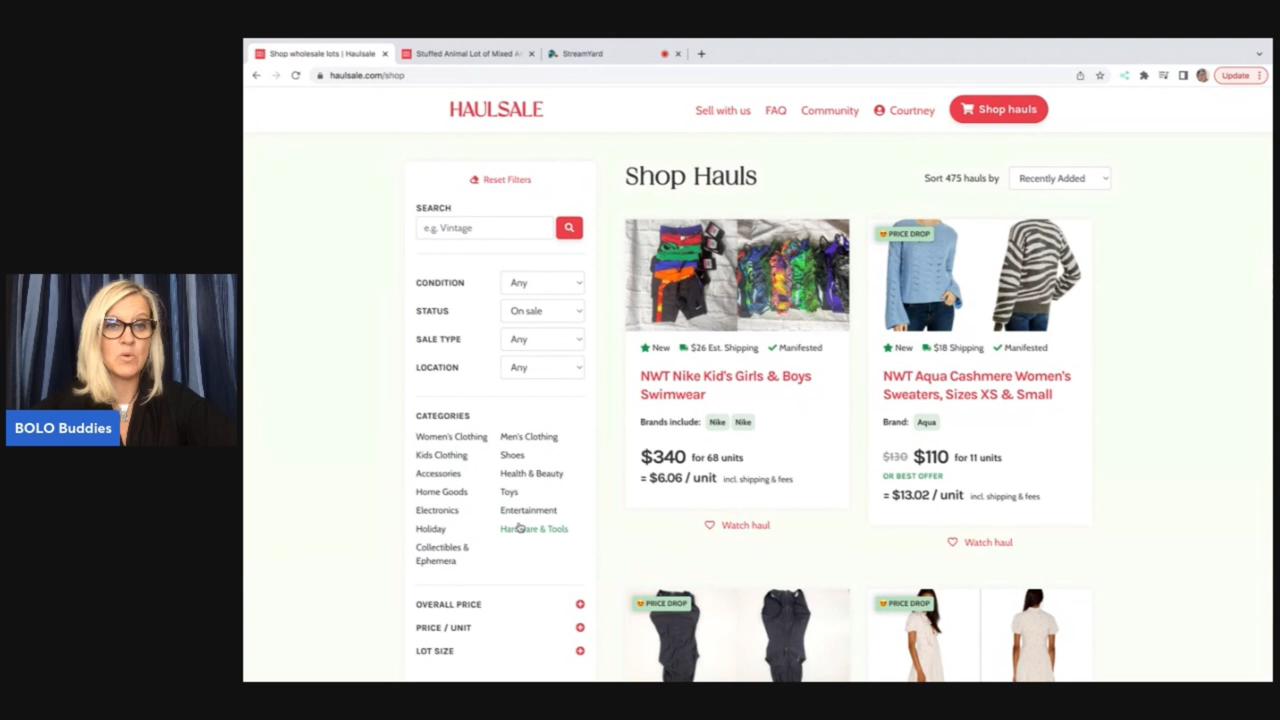 Shop wholesale lots | Haulsale
Stuffed Animal Lot of Mixed A
StreamYard
haulsale.com/shop
Update
HAULSALE
Sell with us
FAQ
Community
Courtney
Shop hauls
Reset Filters
SEARCH
e.g. Vintage
CONDITION
Any
STATUS
On sale
SALE TYPE
Any
LOCATION
Any
CATEGORIES
Women's Clothing
Men's Clothing
Kids Clothing
Shoes
Accessories
Health & Beauty
Home Goods
Toys
Electronics
Entertainment
Holiday
Hardware & Tools
Collectibles &
Ephemera
OVERALL PRICE
PRICE / UNIT
LOT SIZE
Shop Hauls
Sort 475 hauls by
Recently Added
New
$26 Est. Shipping
Manifested
NWT Nike Kid's Girls & Boys
Swimwear
Brands include:
Nike
Nike
$340 for 68 units
= $6.06 / unit incl. shipping & fees
Watch haul
PRICE DROP
New
$18 Shipping
Manifested
NWT Aqua Cashmere Women's
Sweaters, Sizes XS & Small
Brand:
Aqua
$130 $110 for 11 units
OR BEST OFFER
= $13.02 / unit incl. shipping & fees
Watch haul
PRICE DROP
PRICE DROP
BOLO Buddies